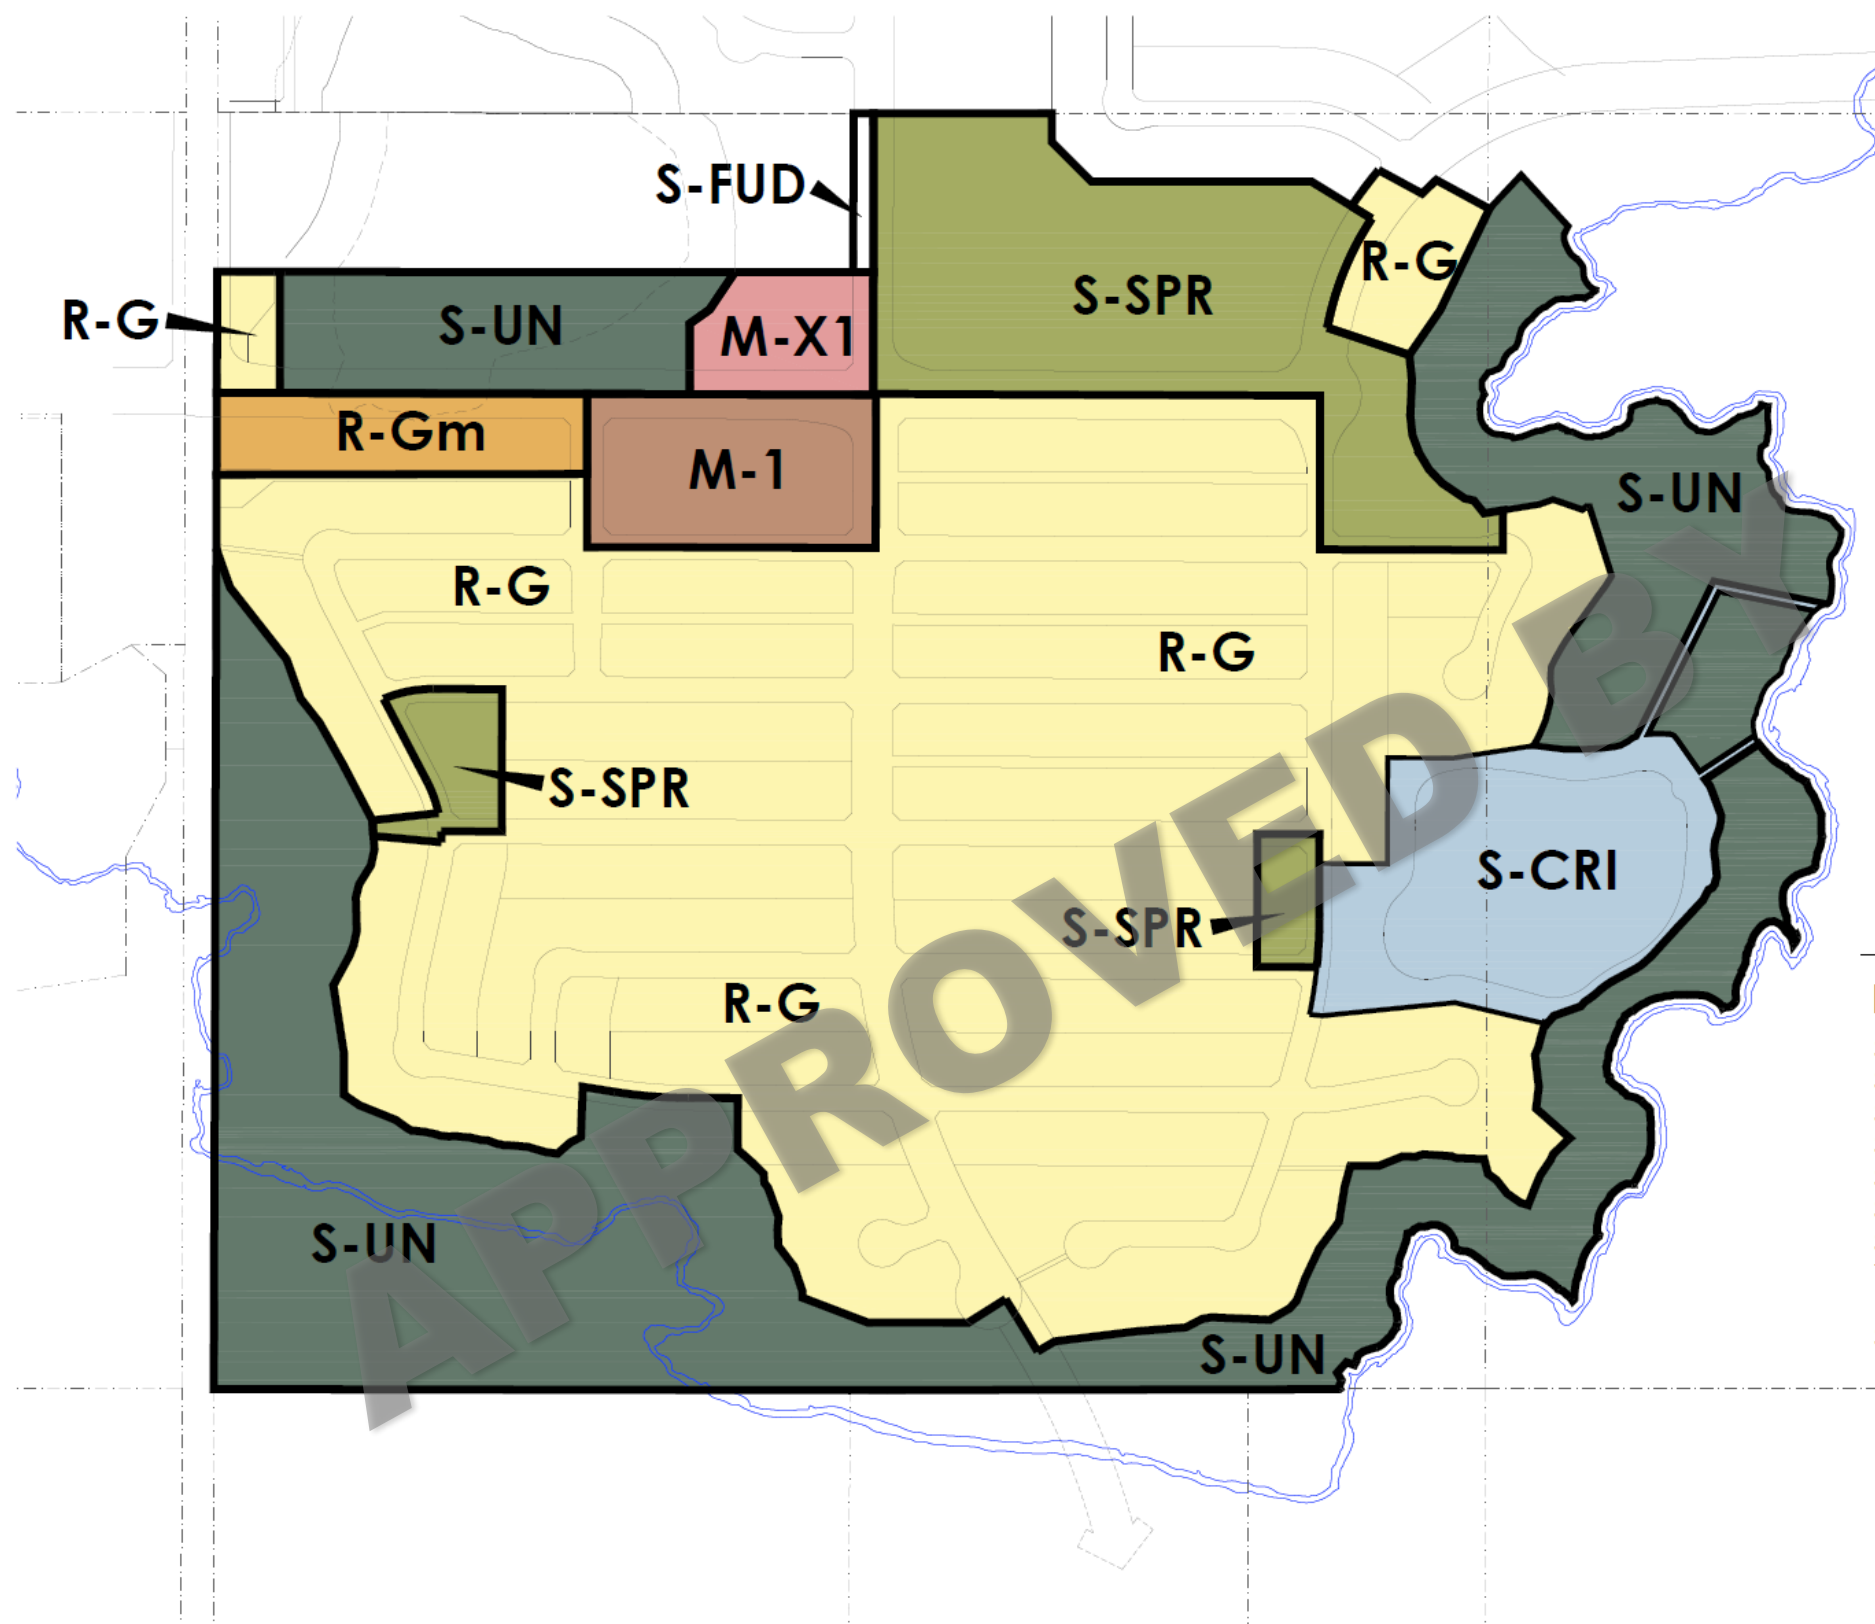 S-FUD
R-G
S-SPR
R-G
S-UN
M-X1
R-Gm
M-1
S-UN
R-G
R-G
S-SPR
S-CRI
S-SPR
R-G
S-UN
S-UN
APPROVED BY